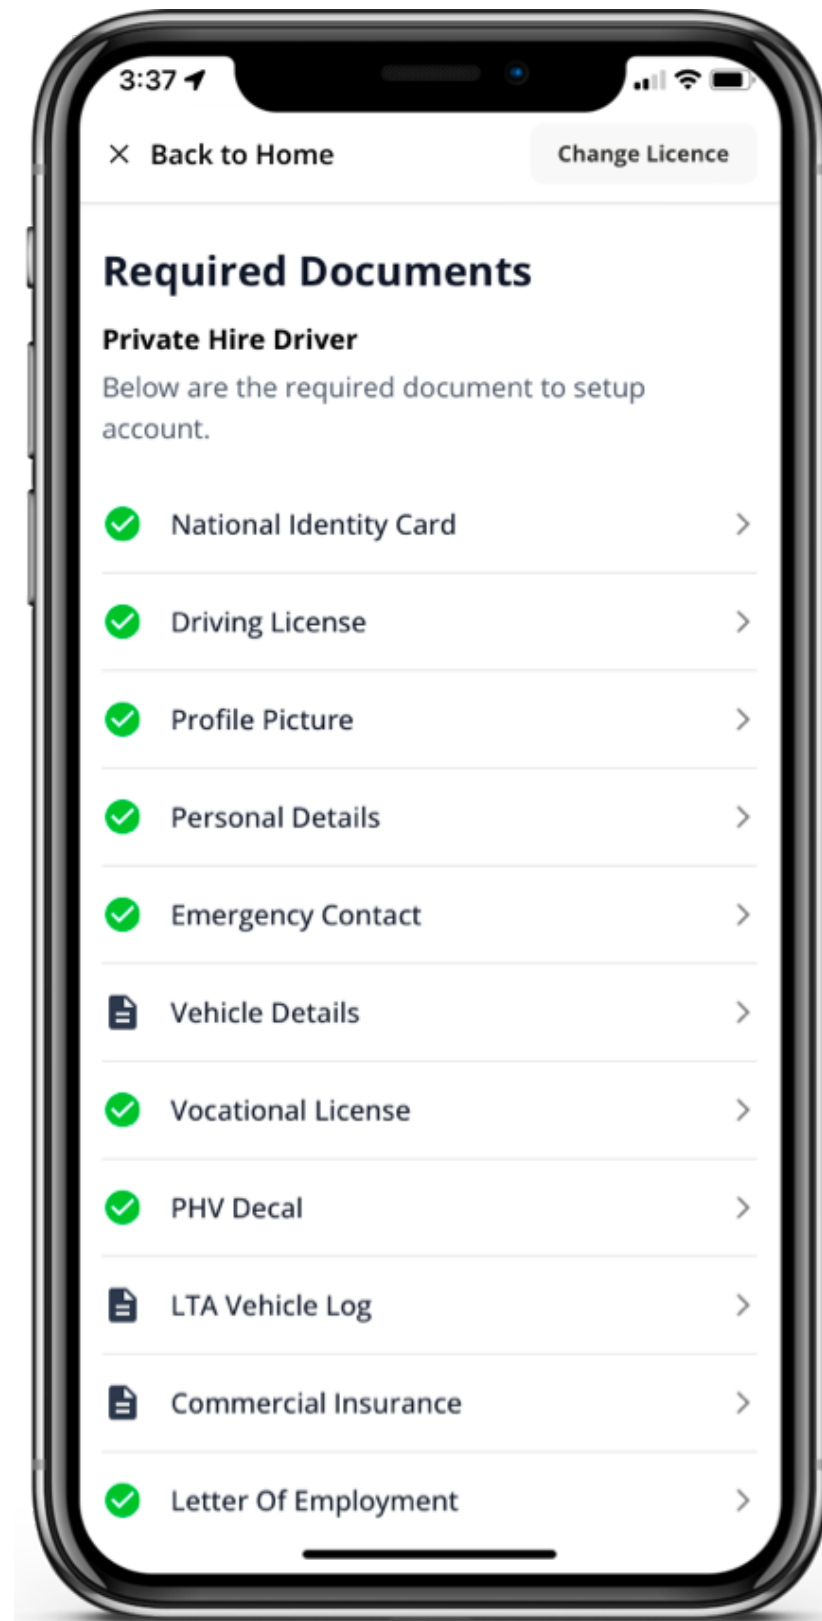 3:37
Back to Home
Change Licence
Required Documents
Private Hire Driver
Below are the required document to setup
account.
National Identity Card
Driving License
Profile Picture
Personal Details
Emergency Contact
Vehicle Details
Vocational License
PHV Decal
LTA Vehicle Log
Commercial Insurance
Letter Of Employment